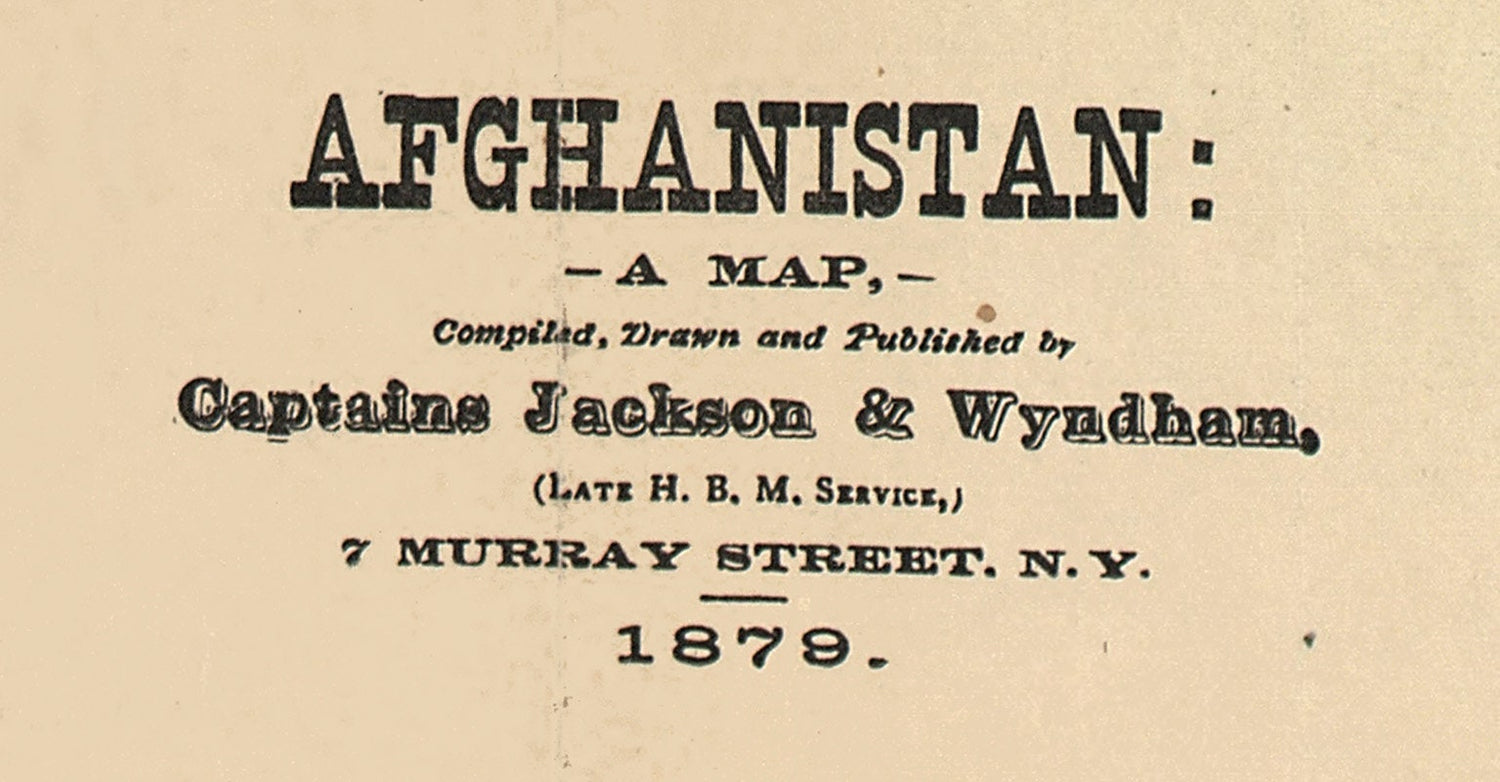 AFGHANISTAN:
– A MAP, –
Compiled, Drawn and Published by
Captains Jackson & Wyndham,
(LATE H. B. M. SERVICE,)
7 MURRAY STREET. N. Y.
1879.